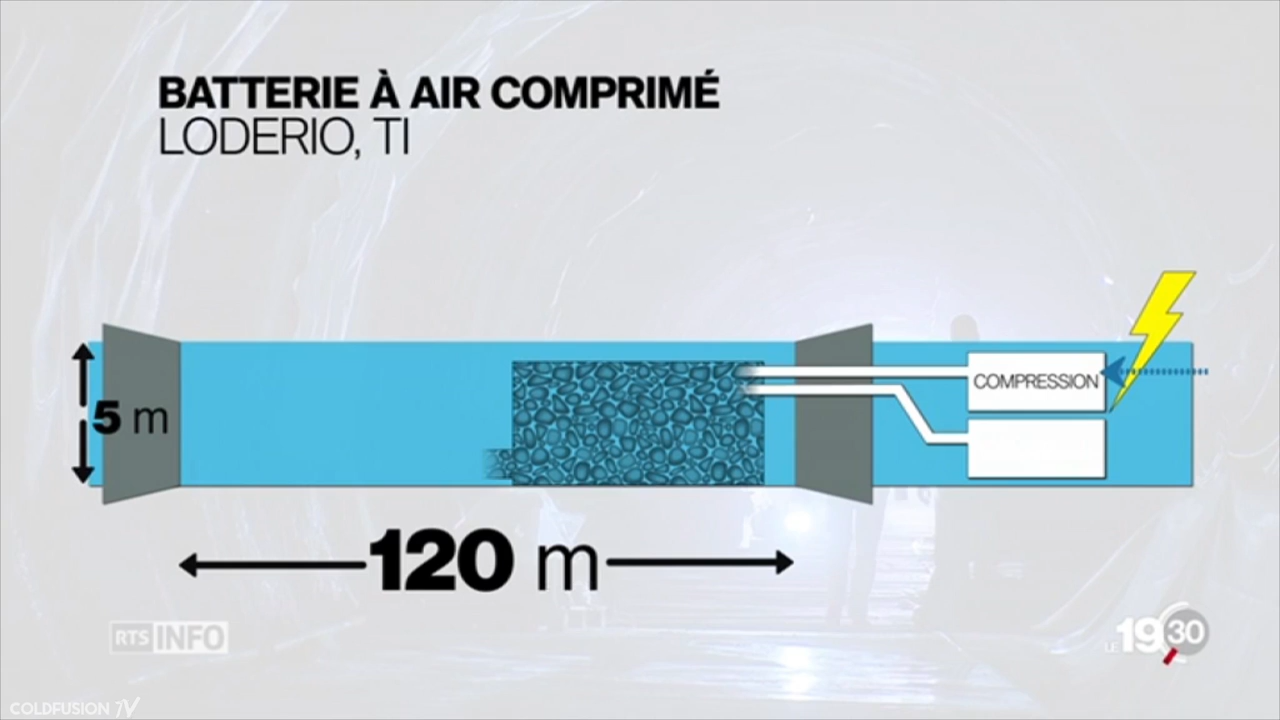 BATTERIE À AIR COMPRIMÉ
LODERIO, TI
COMPRESSION
5 m
120 m
RTS INFO
LE 19 30
COLDFUSION TV